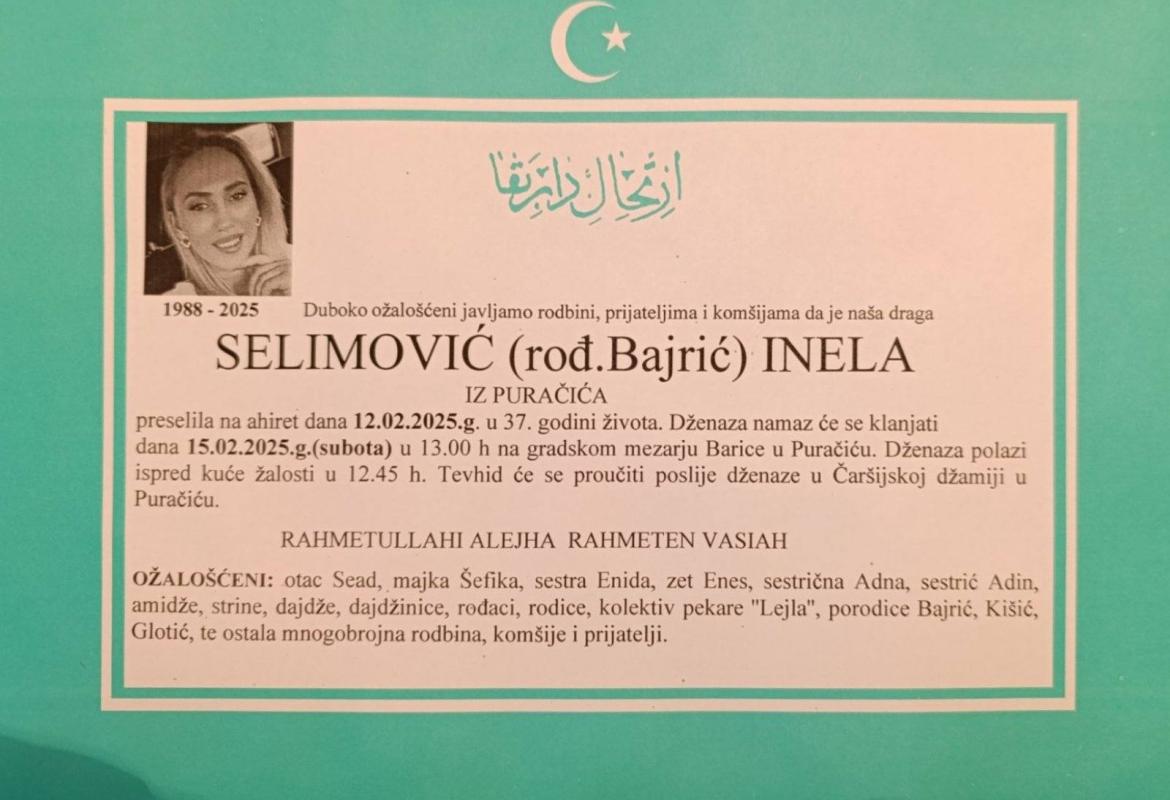 ارتحال دار بقا
1988 - 2025
Duboko ožalošćeni javljamo rodbini, prijateljima i komšijama da je naša draga
SELIMOVIĆ (rođ.Bajrić) INELA
IZ PURAČIĆA
preselila na ahiret dana 12.02.2025.g. u 37. godini života. Dženaza namaz će se klanjati
dana 15.02.2025.g.(subota) u 13.00 h na gradskom mezarju Barice u Puračiću. Dženaza polazi
ispred kuće žalosti u 12.45 h. Tevhid će se proučiti poslije dženaze u Čaršijskoj džamiji u
Puračiću.
RAHMETULLAHI ALEJHA RAHMETEN VASIAH
OŽALOŠĆENI: otac Sead, majka Šefika, sestra Enida, zet Enes, sestrična Adna, sestrić Adin,
amidže, strine, dajdže, dajdžinice, rođaci, rodice, kolektiv pekare "Lejla", porodice Bajrić, Kišić,
Glotić, te ostala mnogobrojna rodbina, komšije i prijatelji.